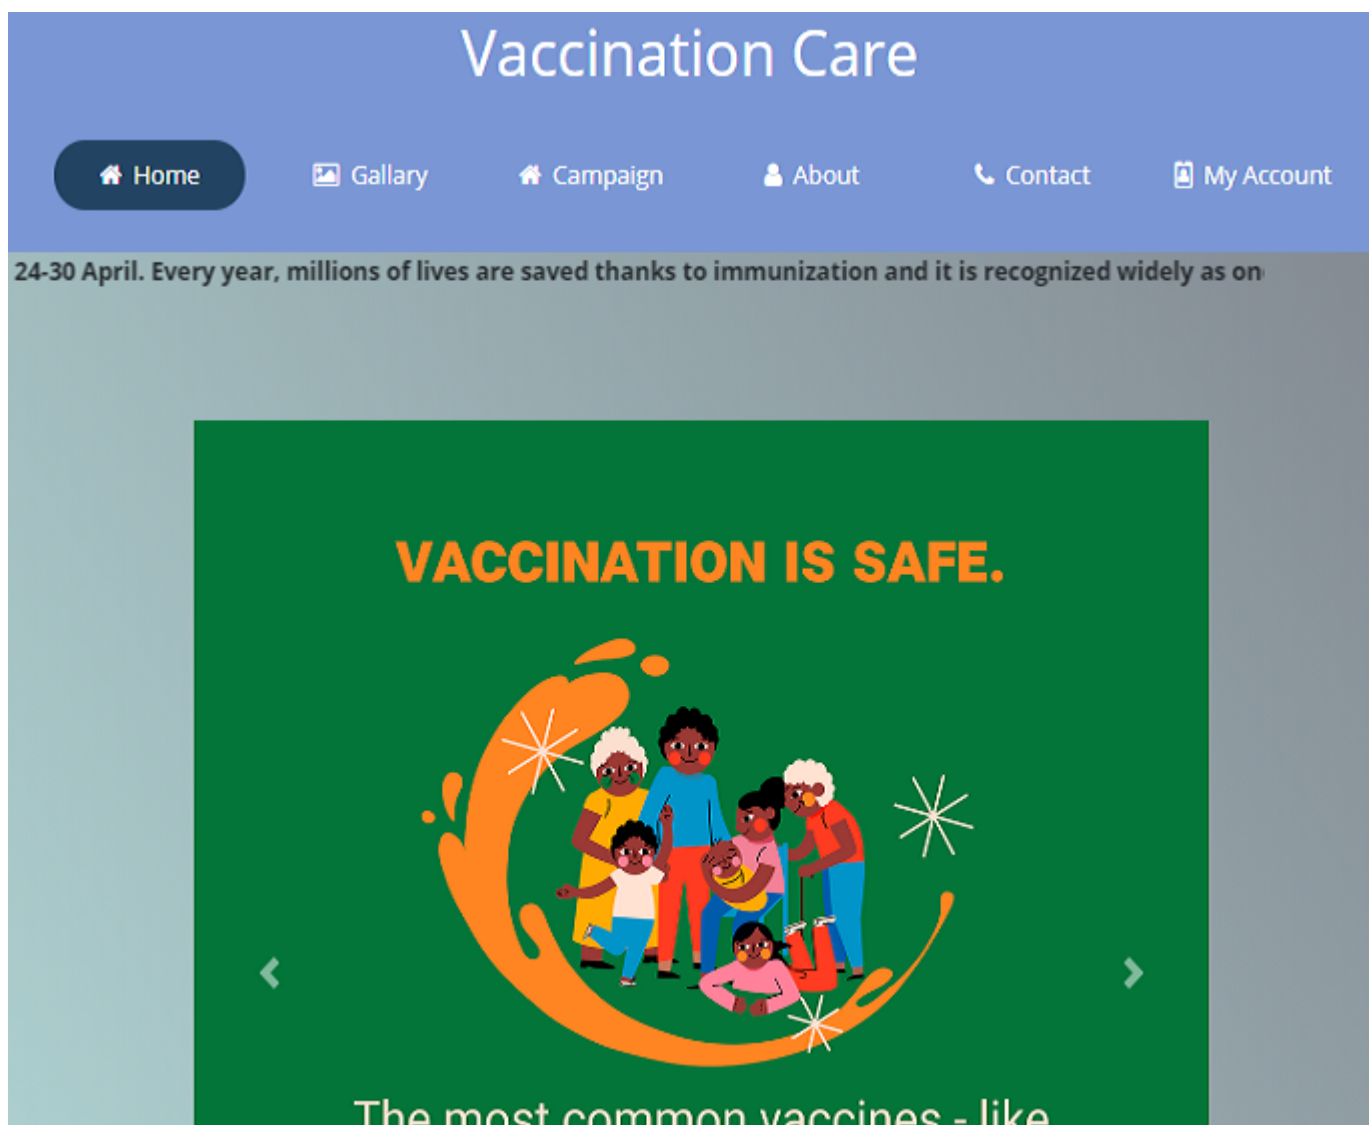 Vaccination Care
Home Gallary Campaign About Contact My Account
24-30 April. Every year, millions of lives are saved thanks to immunization and it is recognized widely as on
VACCINATION IS SAFE.
The most common vaccines - like